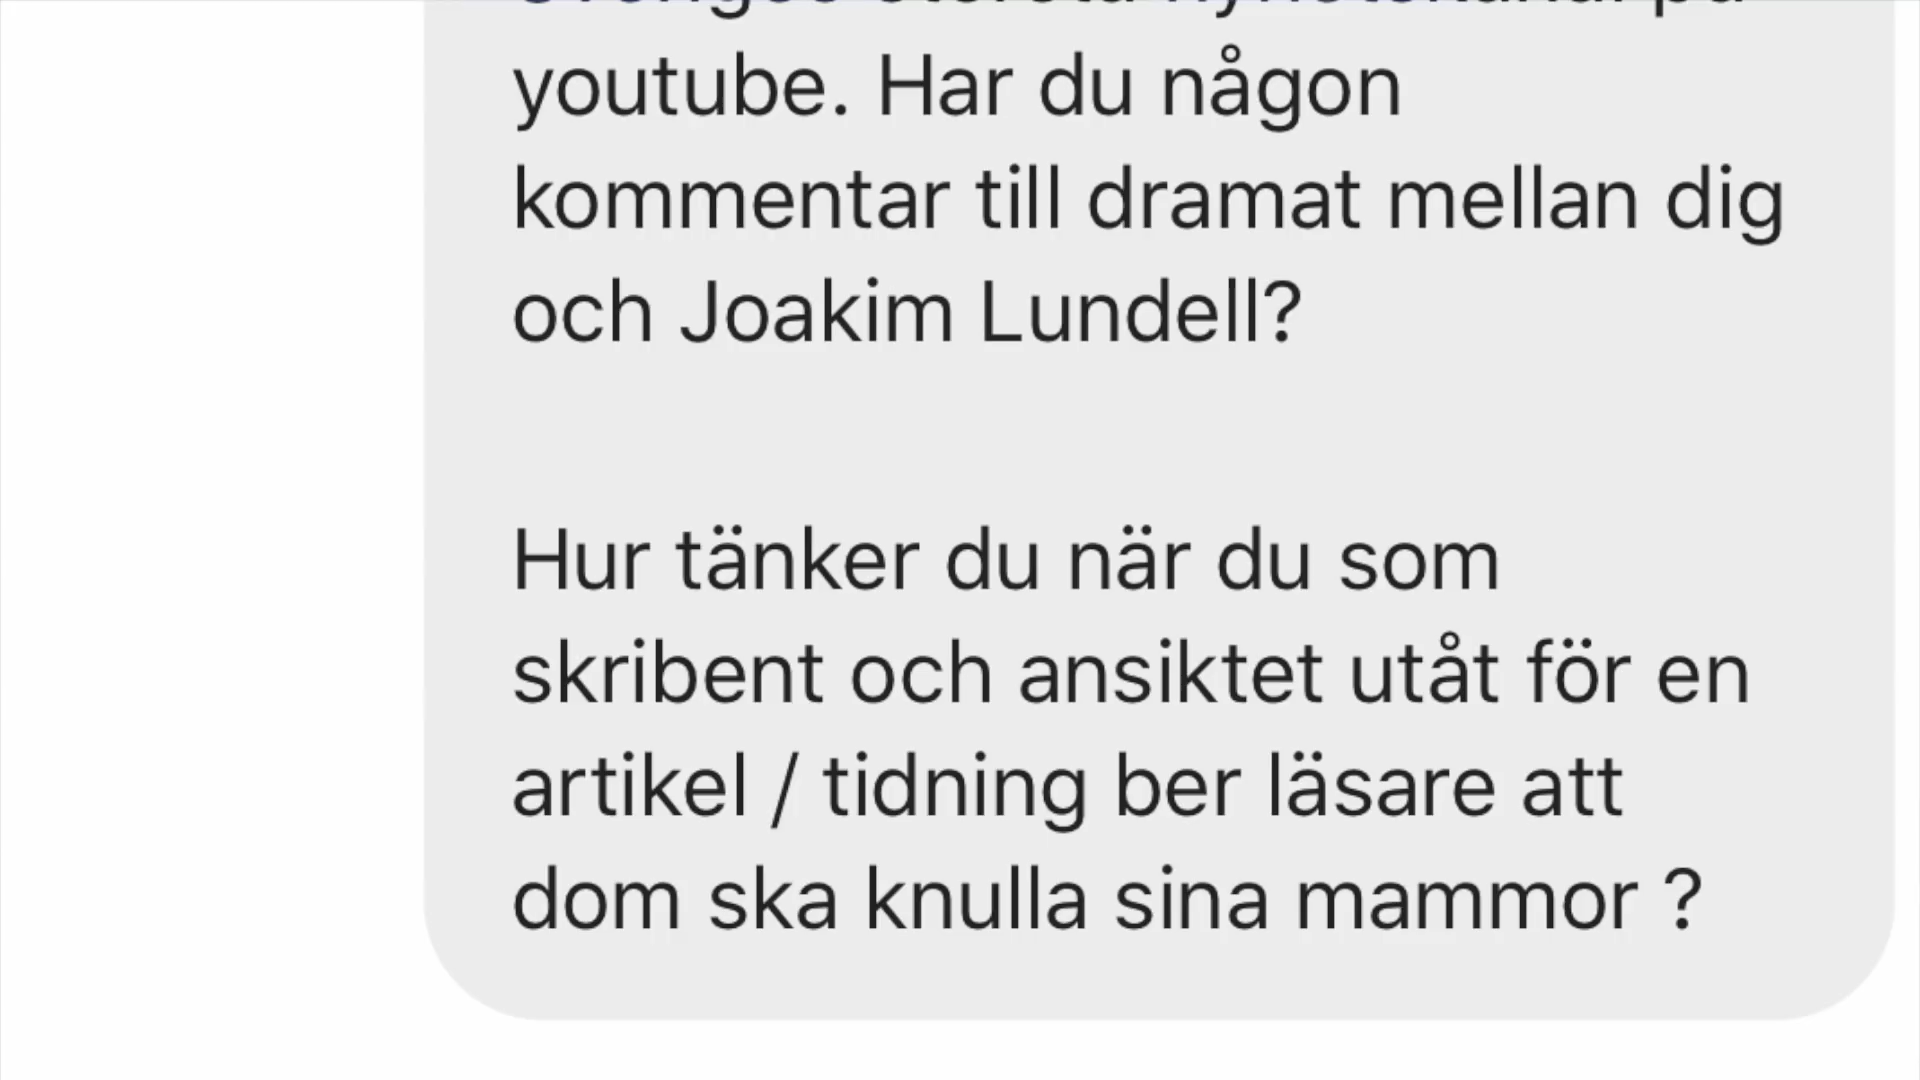 youtube. Har du någon
kommentar till dramat mellan dig
och Joakim Lundell?
Hur tänker du när du som
skribent och ansiktet utåt för en
artikel / tidning ber läsare att
dom ska knulla sina mammor ?